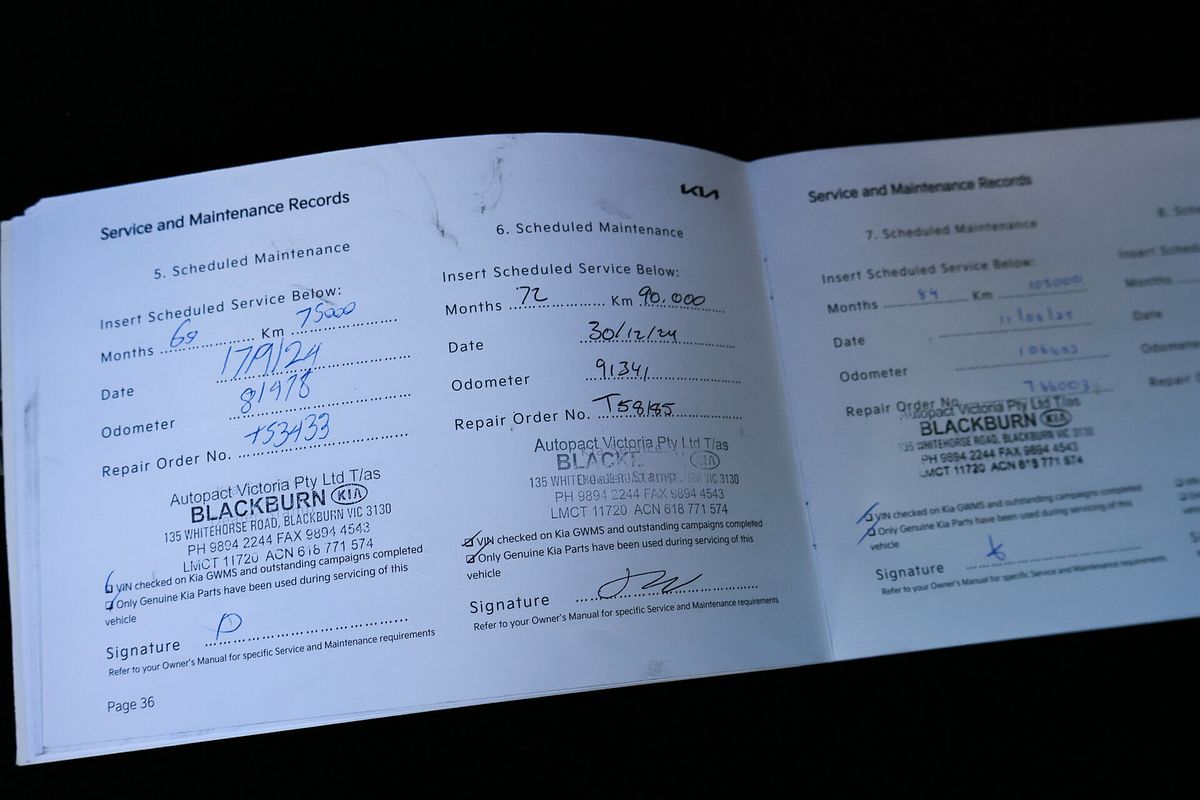 Service and Maintenance Records
5. Scheduled Maintenance
Insert Scheduled Service Below:
Months 60 Km 75000
Date 17/9/24
Odometer 81978
Repair Order No. T53433
Autopact Victoria Pty Ltd T/as
BLACKBURN KIA
135 WHITEHORSE ROAD, BLACKBURN VIC 3130
PH 9894 2244 FAX 9894 4543
LMCT 11720 ACN 618 771 574
VIN checked on Kia GWMS and outstanding campaigns completed
Only Genuine Kia Parts have been used during servicing of this
vehicle
Signature
Refer to your Owner's Manual for specific Service and Maintenance requirements
Page 36
KIA
6. Scheduled Maintenance
Insert Scheduled Service Below:
Months 72 Km 90.000
Date 30/12/24
Odometer 91341
Repair Order No. T58185
Autopact Victoria Pty Ltd T/as
KIA
VIC 3130
PH 9894 2244 FAX 9894 4543
LMCT 11720 ACN 618 771 574
VIN checked on Kia GWMS and outstanding campaigns completed
Only Genuine Kia Parts have been used during servicing of this
vehicle
Signature
Refer to your Owner's Manual for specific Service and Maintenance requirements
Service and Maintenance Records
7. Scheduled Maintenance
Insert Scheduled Service Below:
Months 84 Km 105000
Date
Odometer
Repair Order No. T66003
Autopact Victoria Pty Ltd T/as
BLACKBURN KIA
135 WHITEHORSE ROAD, BLACKBURN VIC 3130
PH 9894 2244 FAX 9894 4543
LMCT 11720 ACN 618 771 574
VIN checked on Kia GWMS and outstanding campaigns completed
Only Genuine Kia Parts have been used during servicing of this
vehicle
Signature
Refer to your Owner's Manual for specific Service and Maintenance requirements
Insert
Months
Date
Repair